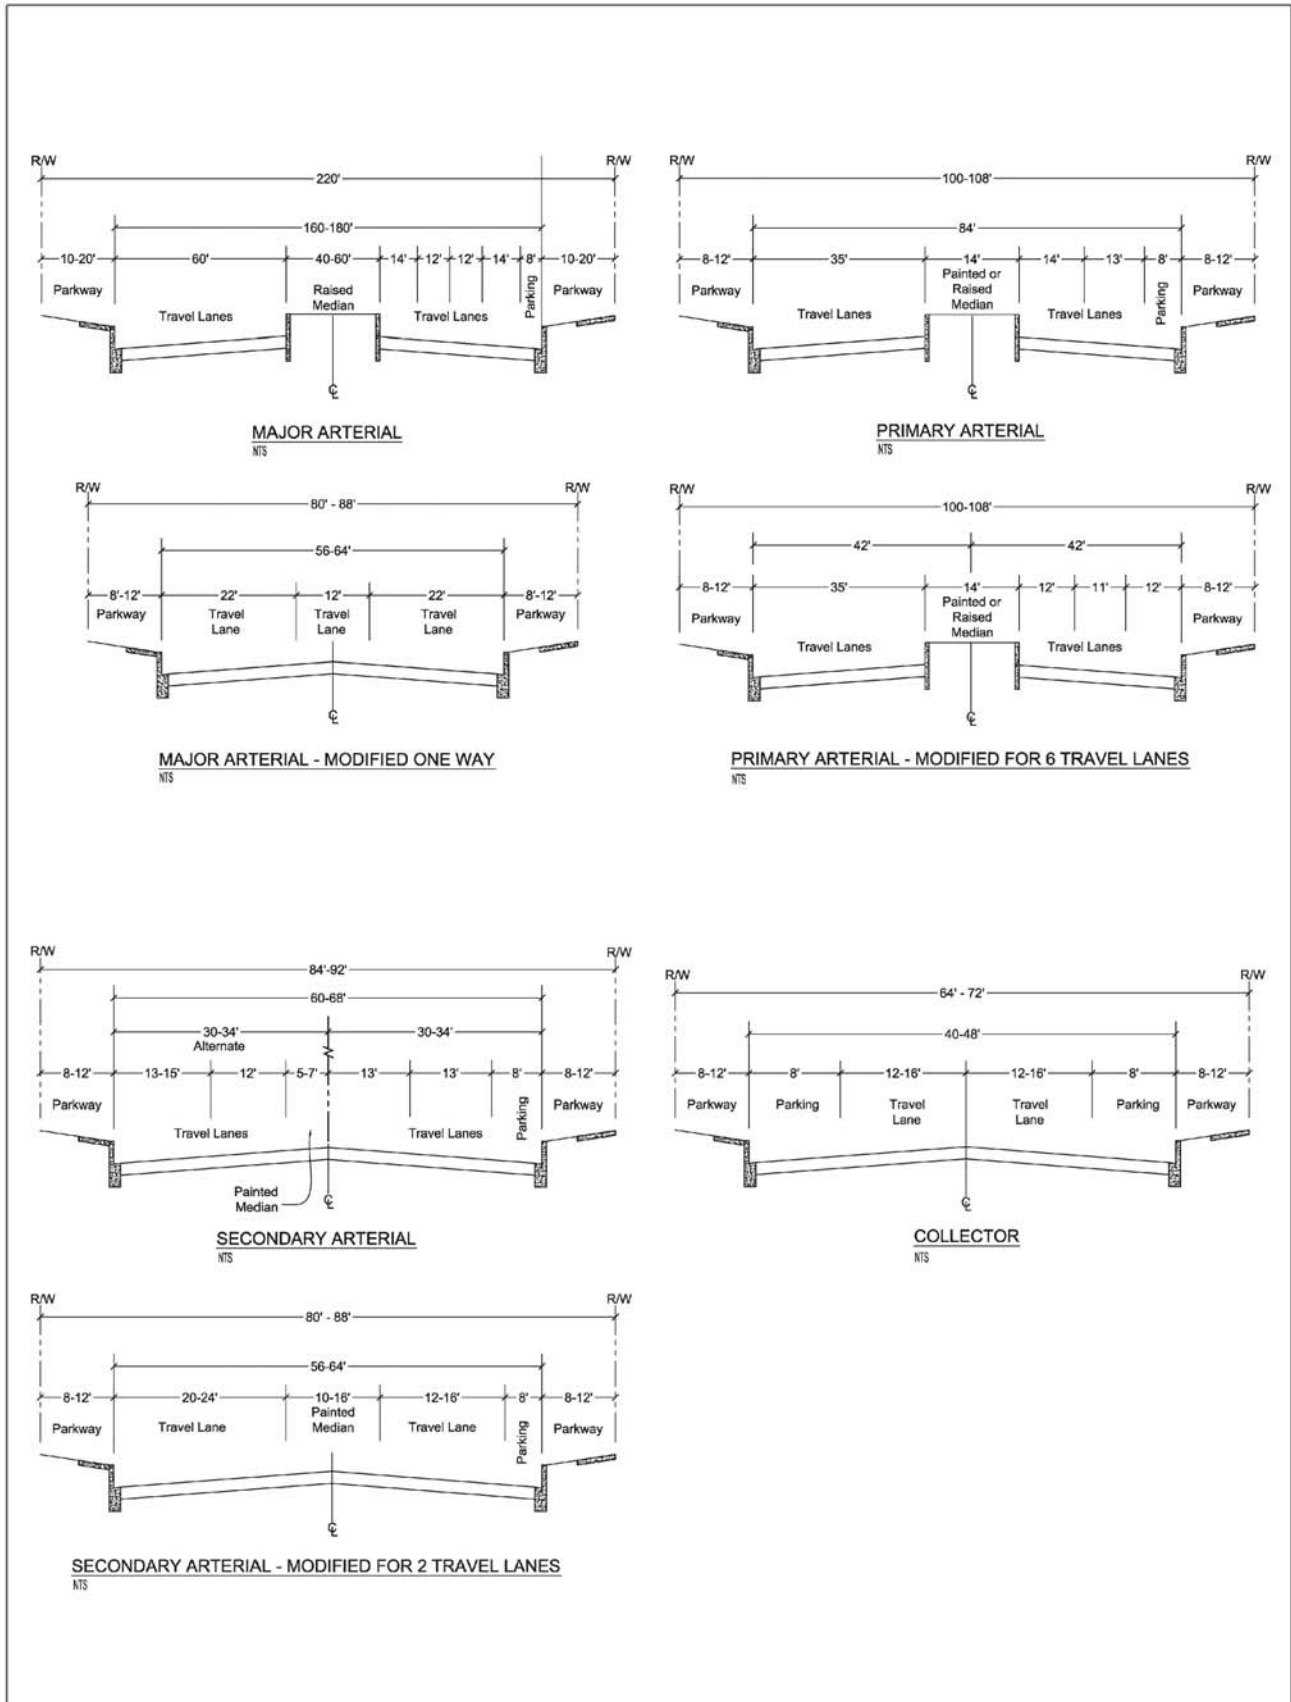 R/W
R/W
220'
160-180'
10-20'
60'
40-60'
14'
12'
12'
14'
8'
10-20'
Parkway
Travel Lanes
Raised
Median
Travel Lanes
Parking
Parkway
℄
MAJOR ARTERIAL
NTS
R/W
R/W
100-108'
84'
8-12'
35'
14'
14'
13'
8'
8-12'
Parkway
Travel Lanes
Painted or
Raised
Median
Travel Lanes
Parking
Parkway
℄
PRIMARY ARTERIAL
NTS
R/W
R/W
80' - 88'
56-64'
8'-12'
22'
12'
22'
8'-12'
Parkway
Travel
Lane
Travel
Lane
Travel
Lane
Parkway
℄
MAJOR ARTERIAL - MODIFIED ONE WAY
NTS
R/W
R/W
100-108'
42'
42'
8-12'
35'
14'
12'
11'
12'
8-12'
Parkway
Travel Lanes
Painted or
Raised
Median
Travel Lanes
Parkway
℄
PRIMARY ARTERIAL - MODIFIED FOR 6 TRAVEL LANES
NTS
R/W
R/W
84'-92'
60-68'
30-34'
Alternate
30-34'
8-12'
13-15'
12'
5-7'
13'
13'
8'
8-12'
Parkway
Travel Lanes
Painted
Median
Travel Lanes
Parking
Parkway
℄
SECONDARY ARTERIAL
NTS
R/W
R/W
64' - 72'
40-48'
8-12'
8'
12-16'
12-16'
8'
8-12'
Parkway
Parking
Travel
Lane
Travel
Lane
Parking
Parkway
℄
COLLECTOR
NTS
R/W
R/W
80' - 88'
56-64'
8-12'
20-24'
10-16'
12-16'
8'
8-12'
Parkway
Travel Lane
Painted
Median
Travel Lane
Parking
Parkway
℄
SECONDARY ARTERIAL - MODIFIED FOR 2 TRAVEL LANES
NTS